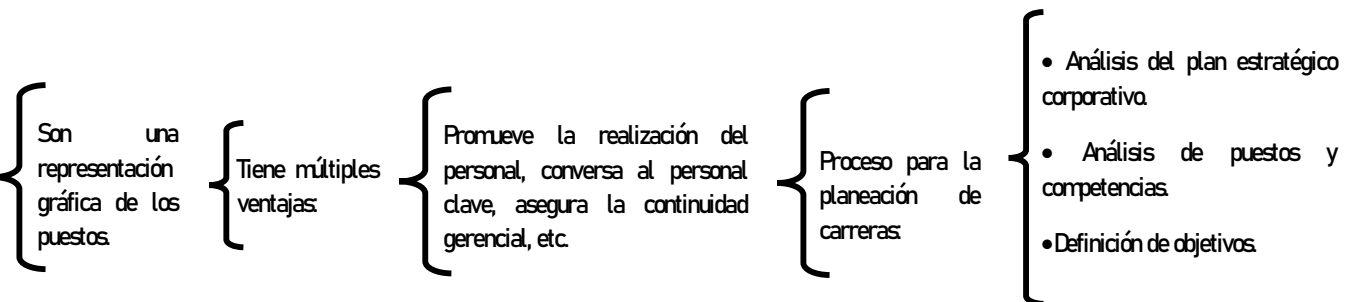 Son una
representación
gráfica de los
puestos.
Tiene múltiples
ventajas:
Promueve la realización del
personal, conversa al personal
clave, asegura la continuidad
gerencial, etc.
Proceso para la
planeación de
carreras:
• Análisis del plan estratégico
corporativo.
• Análisis de puestos y
competencias.
• Definición de objetivos.